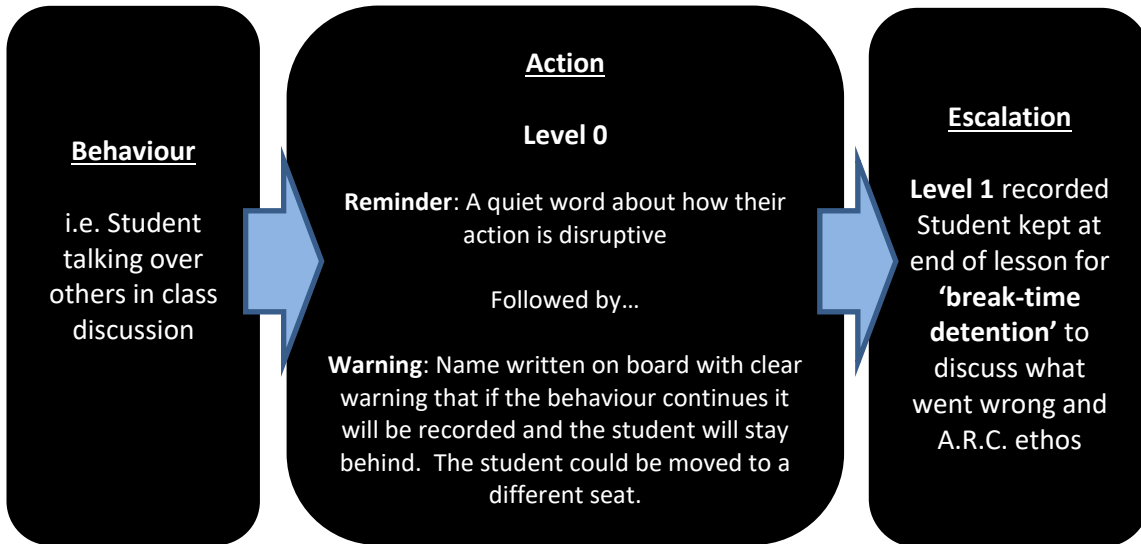 Behaviour
i.e. Student
talking over
others in class
discussion
Action
Level 0
Reminder: A quiet word about how their
action is disruptive
Followed by…
Warning: Name written on board with clear
warning that if the behaviour continues it
will be recorded and the student will stay
behind.  The student could be moved to a
different seat.
Escalation
Level 1 recorded
Student kept at
end of lesson for
‘break-time
detention’ to
discuss what
went wrong and
A.R.C. ethos